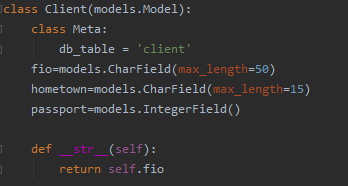 class Client(models.Model):
    class Meta:
        db_table = 'client'
    fio=models.CharField(max_length=50)
    hometown=models.CharField(max_length=15)
    passport=models.IntegerField()

    def __str__(self):
        return self.fio